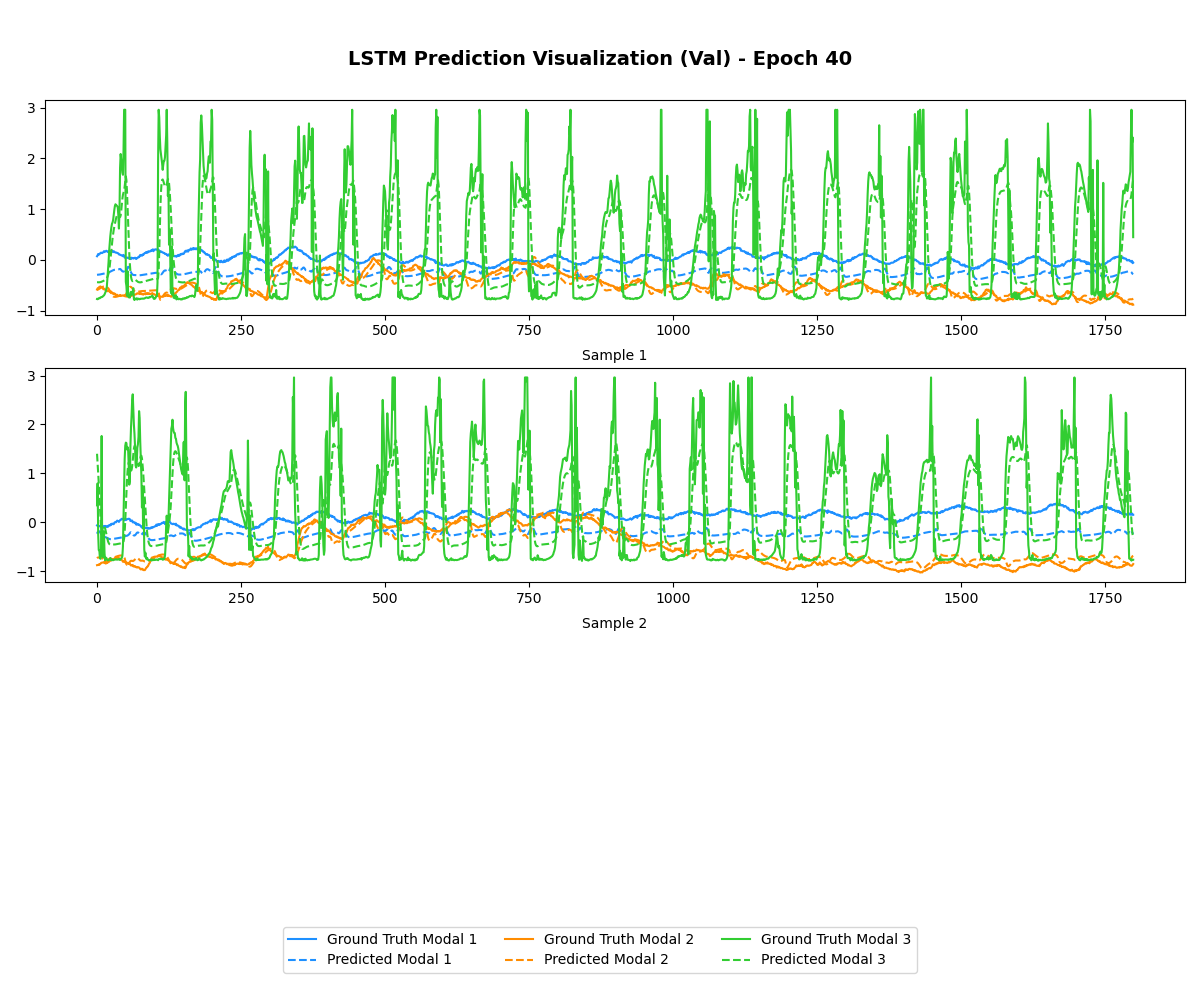 LSTM Prediction Visualization (Val) - Epoch 40
3
2
1
0
−1
0 250 500 750 1000 1250 1500 1750
Sample 1
3
2
1
0
−1
0 250 500 750 1000 1250 1500 1750
Sample 2
Ground Truth Modal 1 Ground Truth Modal 2 Ground Truth Modal 3
Predicted Modal 1 Predicted Modal 2 Predicted Modal 3